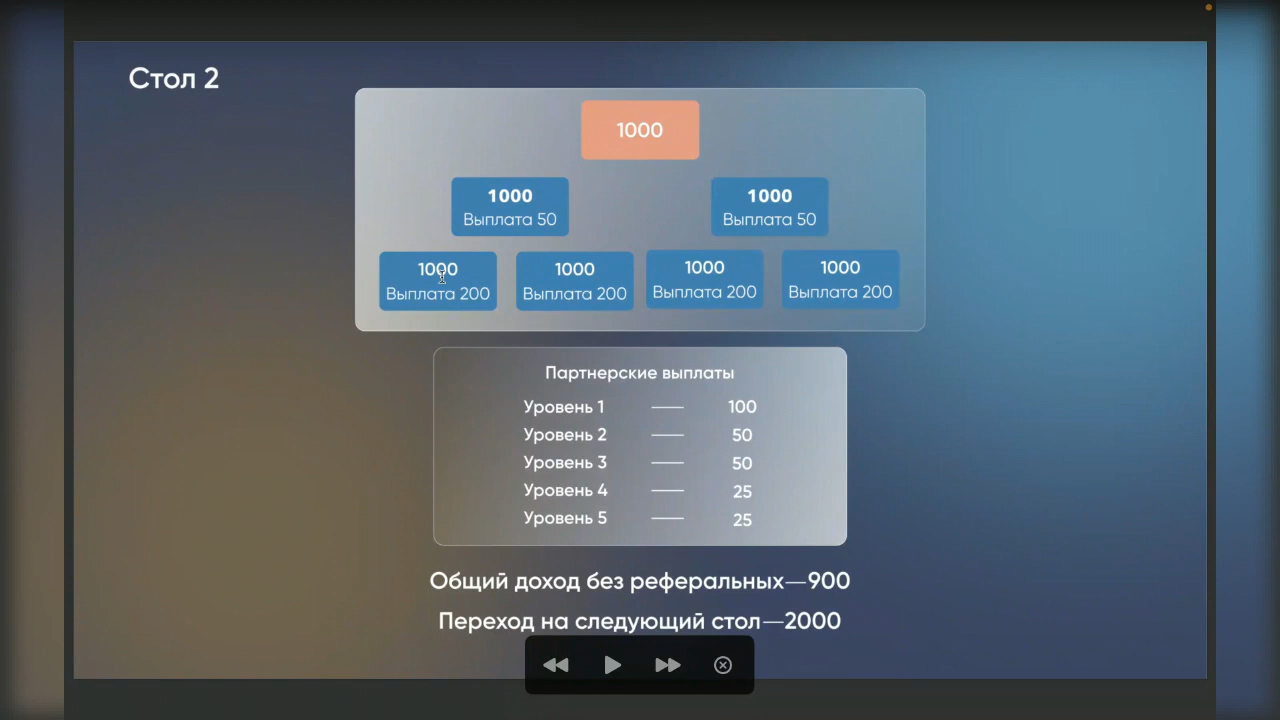 Стол 2
1000
1000
Выплата 50
1000
Выплата 50
1000
Выплата 200
1000
Выплата 200
1000
Выплата 200
1000
Выплата 200
Партнерские выплаты
Уровень 1 — 100
Уровень 2 — 50
Уровень 3 — 50
Уровень 4 — 25
Уровень 5 — 25
Общий доход без реферальных—900
Переход на следующий стол—2000